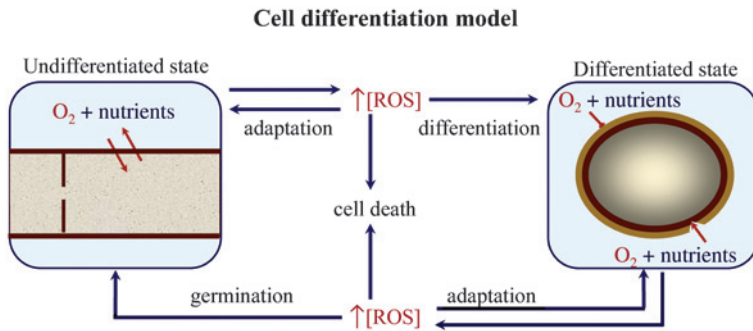 Cell differentiation model
Undifferentiated state
O₂ + nutrients
↑[ROS]
adaptation
differentiation
Differentiated state
O₂ + nutrients
cell death
O₂ + nutrients
germination
↑[ROS]
adaptation